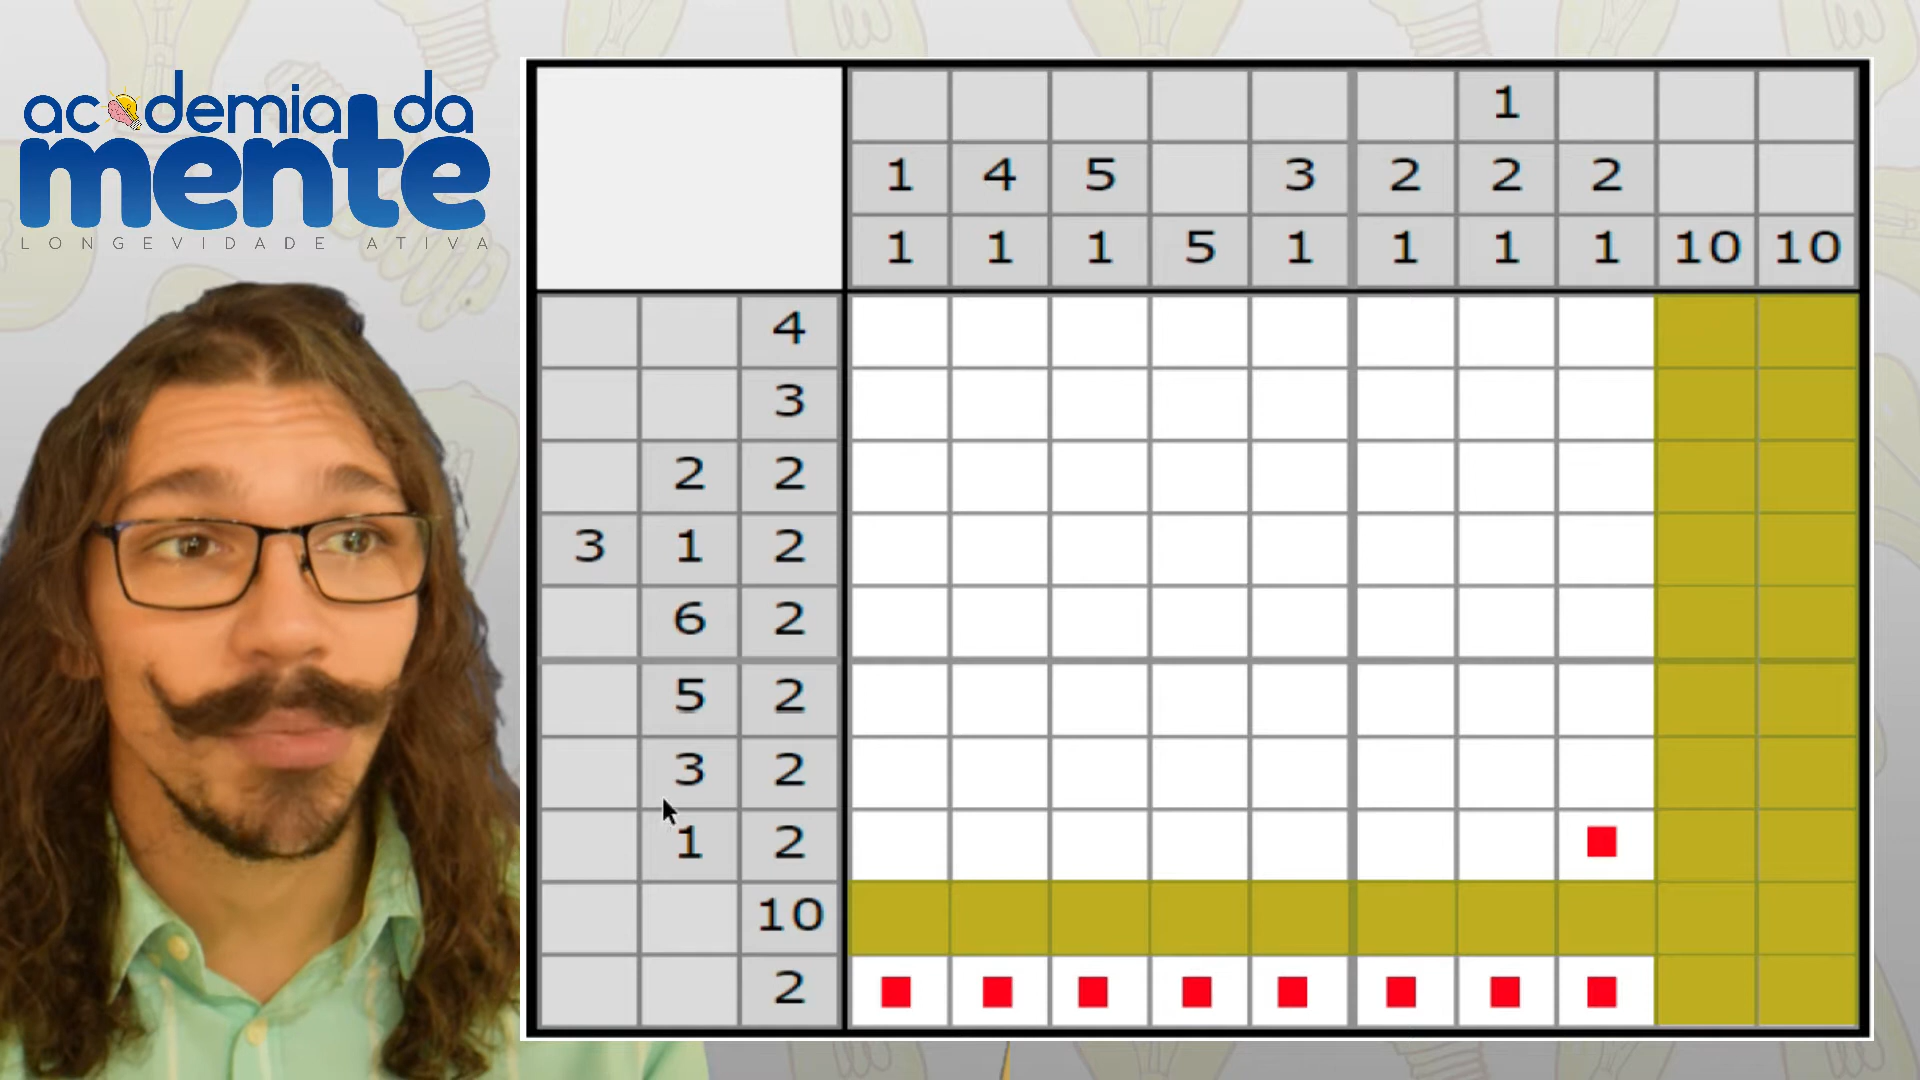 academia da
mente
LONGEVIDADE ATIVA
1
1 4 5 3 2 2 2
1 1 1 5 1 1 1 1 10 10
4
3
2 2
3 1 2
6 2
5 2
3 2
1 2
10
2